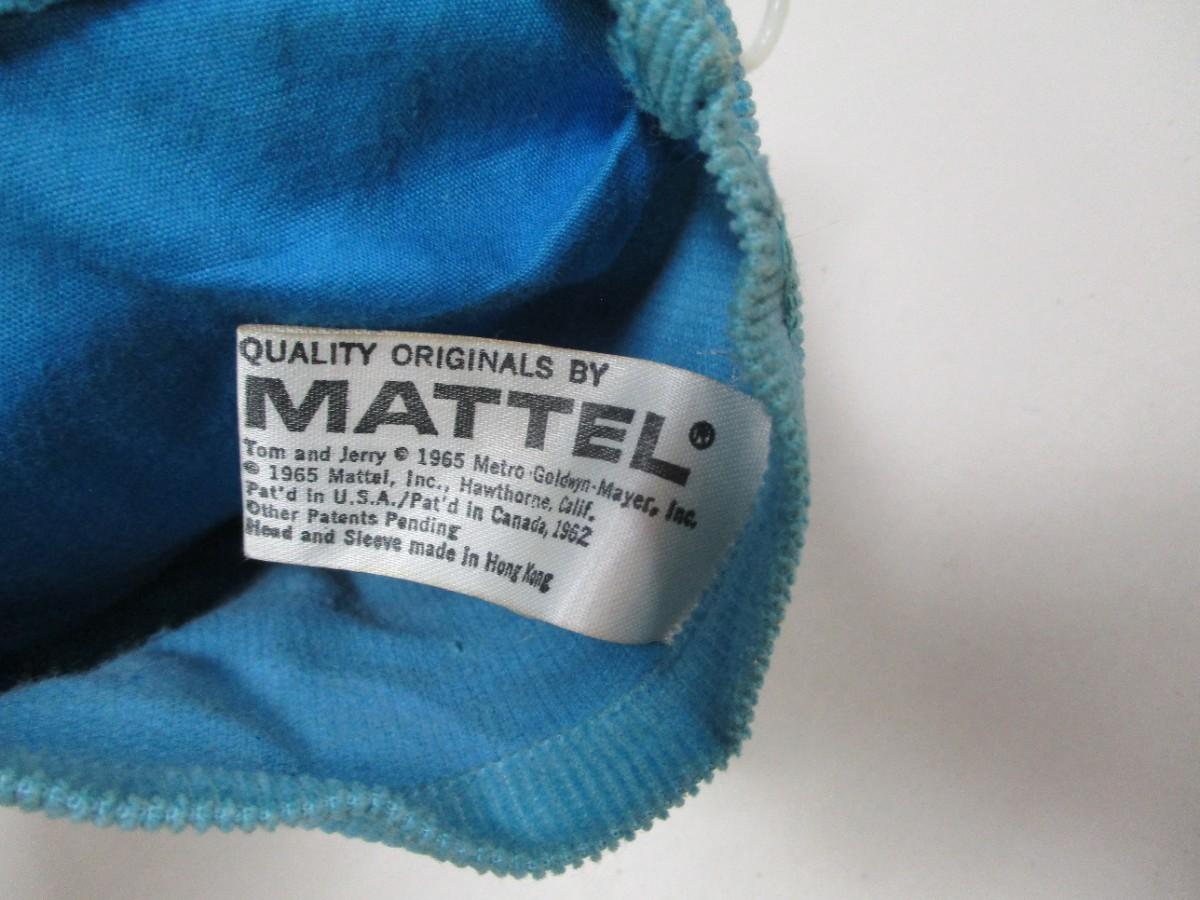 QUALITY ORIGINALS BY
MATTEL®
Tom and Jerry © 1965 Metro-Goldwyn-Mayer, Inc.
© 1965 Mattel, Inc., Hawthorne, Calif.
Pat'd in U.S.A./Pat'd in Canada, 1962
Other Patents Pending
Head and Sleeve made in Hong Kong